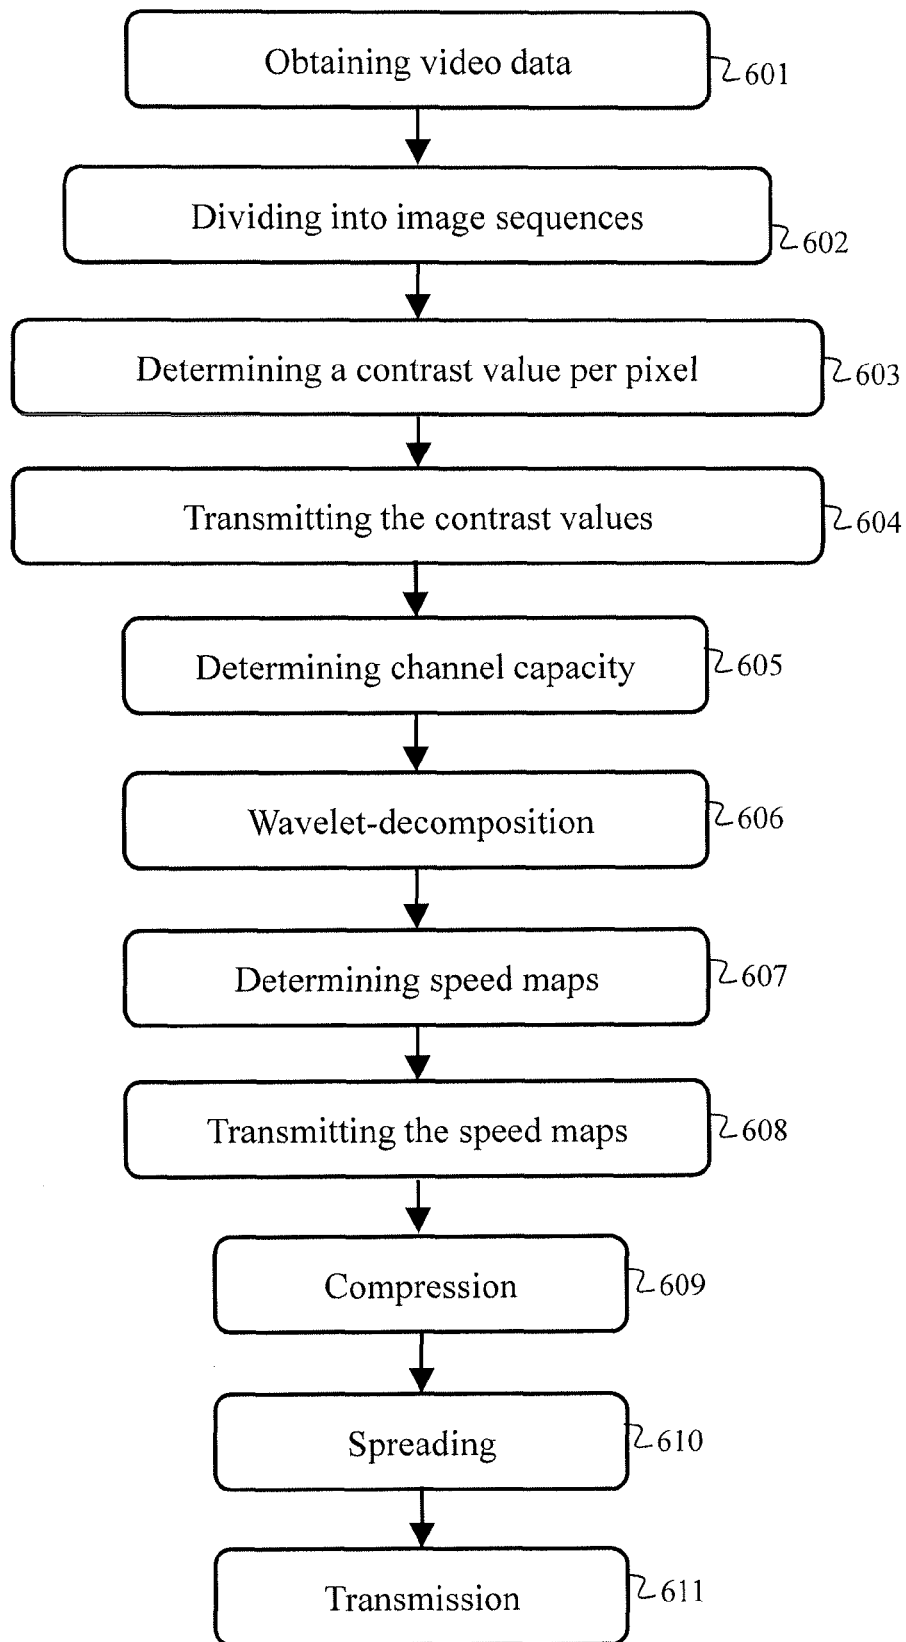 Obtaining video data
601
Dividing into image sequences
602
Determining a contrast value per pixel
603
Transmitting the contrast values
604
Determining channel capacity
605
Wavelet-decomposition
606
Determining speed maps
607
Transmitting the speed maps
608
Compression
609
Spreading
610
Transmission
611